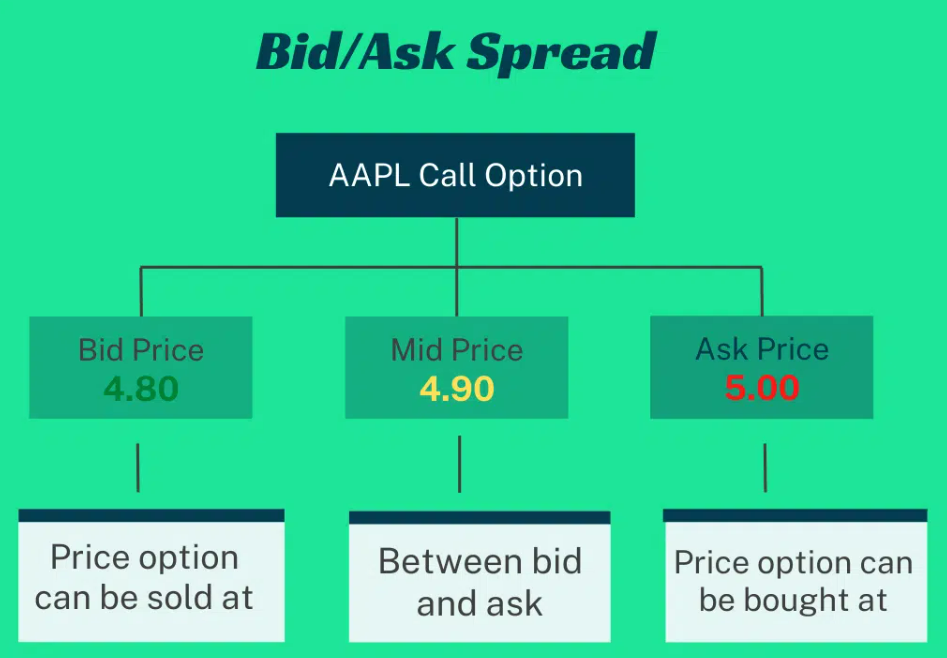 Bid/Ask Spread
AAPL Call Option
Bid Price
4.80
Mid Price
4.90
Ask Price
5.00
Price option
can be sold at
Between bid
and ask
Price option can
be bought at